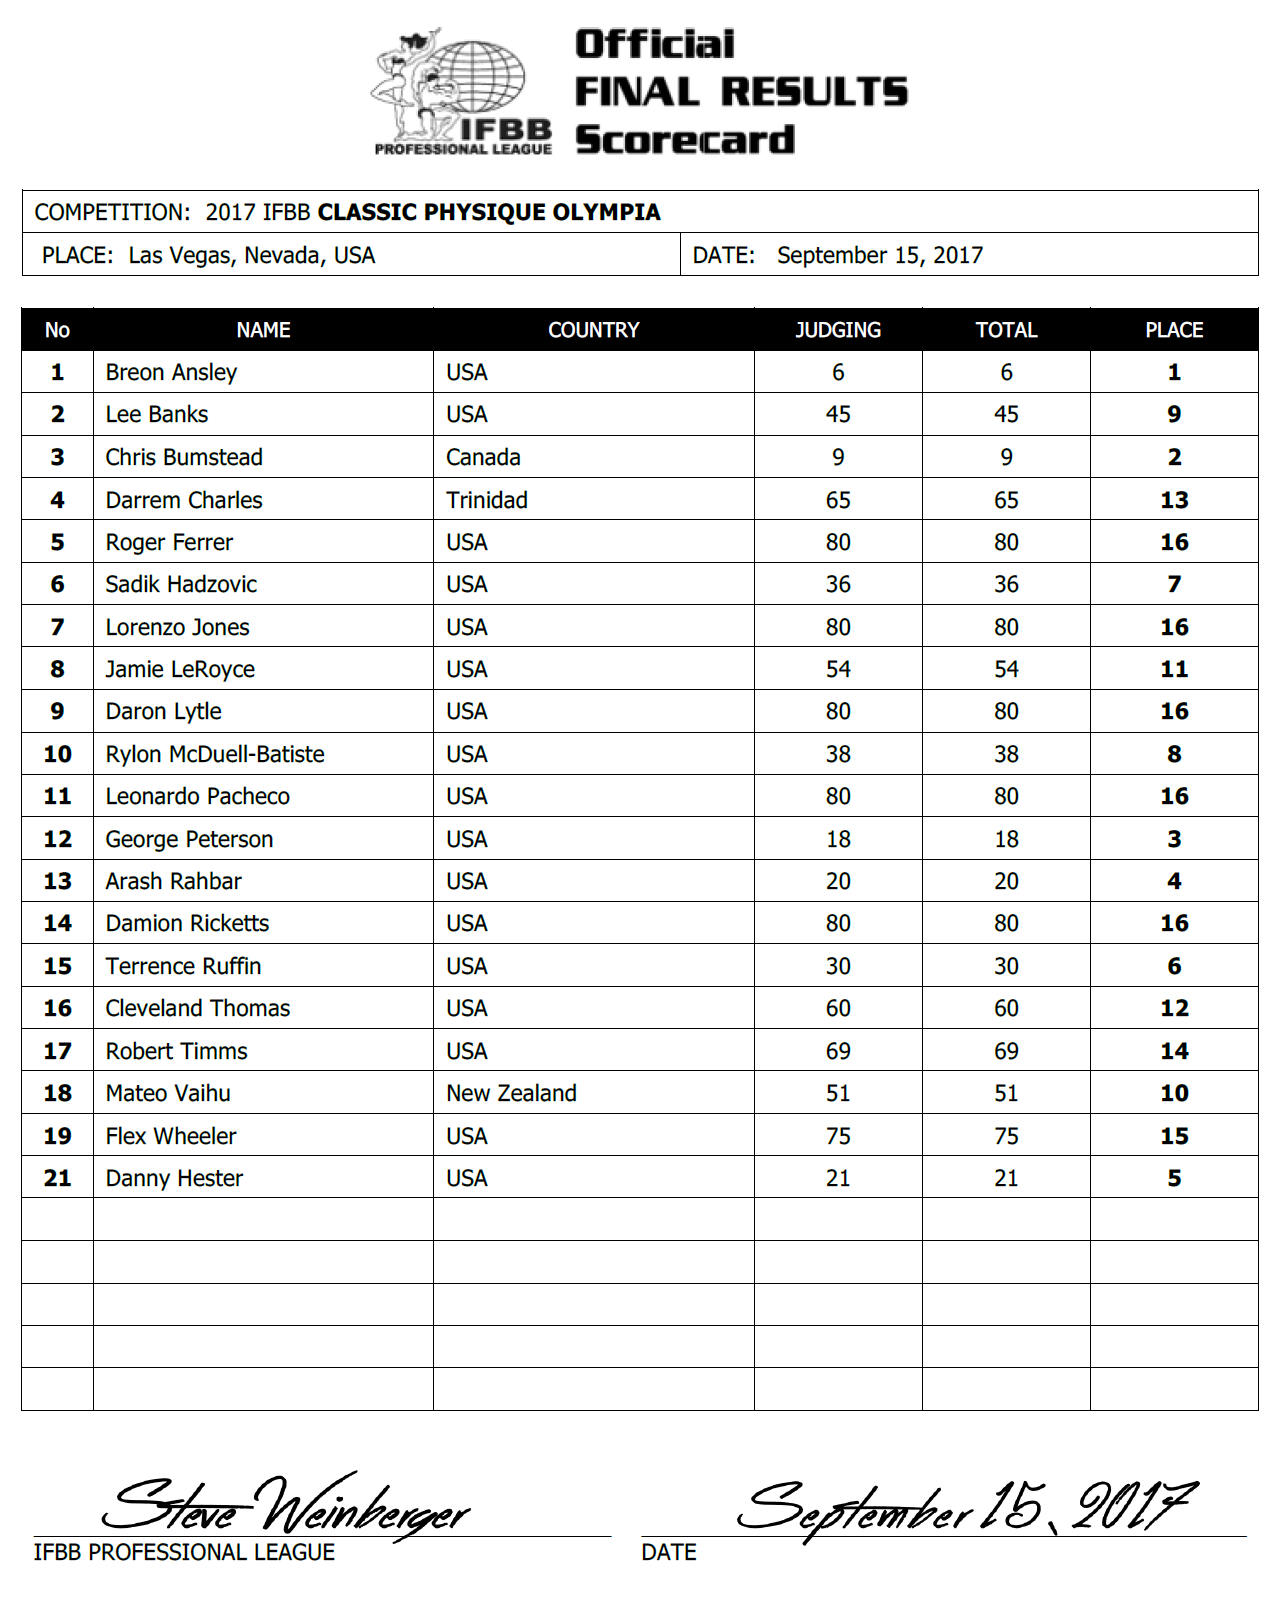 Official
FINAL RESULTS
Scorecard
IFBB
PROFESSIONAL LEAGUE
COMPETITION: 2017 IFBB CLASSIC PHYSIQUE OLYMPIA
PLACE: Las Vegas, Nevada, USA DATE: September 15, 2017
No NAME COUNTRY JUDGING TOTAL PLACE
1 Breon Ansley USA 6 6 1
2 Lee Banks USA 45 45 9
3 Chris Bumstead Canada 9 9 2
4 Darrem Charles Trinidad 65 65 13
5 Roger Ferrer USA 80 80 16
6 Sadik Hadzovic USA 36 36 7
7 Lorenzo Jones USA 80 80 16
8 Jamie LeRoyce USA 54 54 11
9 Daron Lytle USA 80 80 16
10 Rylon McDuell-Batiste USA 38 38 8
11 Leonardo Pacheco USA 80 80 16
12 George Peterson USA 18 18 3
13 Arash Rahbar USA 20 20 4
14 Damion Ricketts USA 80 80 16
15 Terrence Ruffin USA 30 30 6
16 Cleveland Thomas USA 60 60 12
17 Robert Timms USA 69 69 14
18 Mateo Vaihu New Zealand 51 51 10
19 Flex Wheeler USA 75 75 15
21 Danny Hester USA 21 21 5
Steve Weinberger September 15, 2017
IFBB PROFESSIONAL LEAGUE DATE